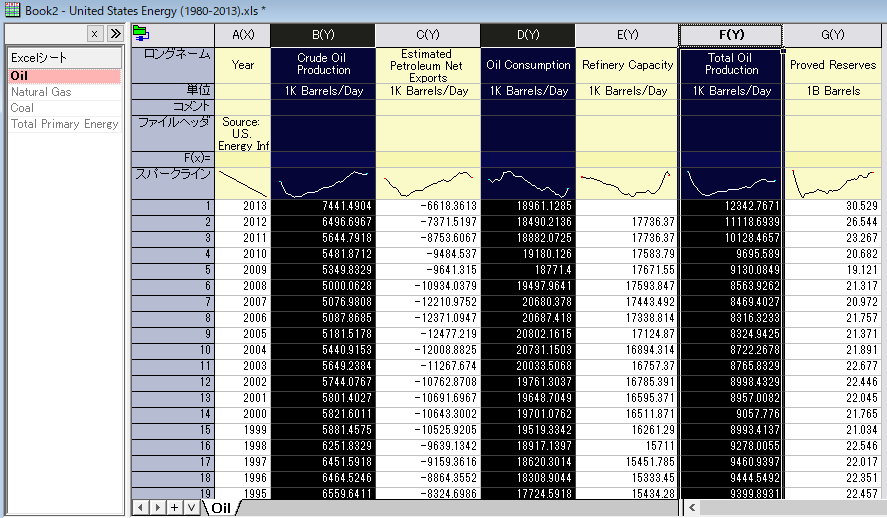 Book2 - United States Energy (1980-2013).xls *
Excelシート
Oil
Natural Gas
Coal
Total Primary Energy
A(X) B(Y) C(Y) D(Y) E(Y) F(Y) G(Y)
ロングネーム Year Crude Oil Production Estimated Petroleum Net Exports Oil Consumption Refinery Capacity Total Oil Production Proved Reserves
単位 1K Barrels/Day 1K Barrels/Day 1K Barrels/Day 1K Barrels/Day 1K Barrels/Day 1B Barrels
コメント
ファイルヘッダ Source: U.S. Energy Inf
F(x)=
スパークライン
1 2013 7441.4904 -6618.3613 18961.1285 12342.7671 30.529
2 2012 6496.6967 -7371.5197 18490.2136 17736.37 11118.6939 26.544
3 2011 5644.7918 -8753.6067 18882.0725 17736.37 10128.4657 23.267
4 2010 5481.8712 -9484.537 19180.126 17583.79 9695.589 20.682
5 2009 5349.8329 -9641.315 18771.4 17671.55 9130.0849 19.121
6 2008 5000.0628 -10934.0379 19497.9641 17593.847 8563.9262 21.317
7 2007 5076.9808 -12210.9752 20680.378 17443.492 8469.4027 20.972
8 2006 5087.8685 -12371.0947 20687.418 17338.814 8316.3233 21.757
9 2005 5181.5178 -12477.219 20802.1615 17124.87 8324.9425 21.371
10 2004 5440.9153 -12008.8825 20731.1503 16894.314 8722.2678 21.891
11 2003 5649.2384 -11267.674 20033.5068 16757.37 8765.8329 22.677
12 2002 5744.0767 -10762.8708 19761.3037 16785.391 8998.4329 22.446
13 2001 5801.4027 -10691.6967 19648.7049 16595.371 8957.0082 22.045
14 2000 5821.6011 -10643.3002 19701.0762 16511.871 9057.776 21.765
15 1999 5881.4575 -10525.9205 19519.3342 16261.29 8993.4137 21.034
16 1998 6251.8329 -9639.1342 18917.1397 15711 9278.0055 22.546
17 1997 6451.5918 -9159.3616 18620.3014 15451.785 9460.9397 22.017
18 1996 6464.5246 -8864.3552 18308.9044 15333.45 9444.5492 22.351
19 1995 6559.6411 -8324.6986 17724.5918 15434.28 9399.8931 22.457
Oil